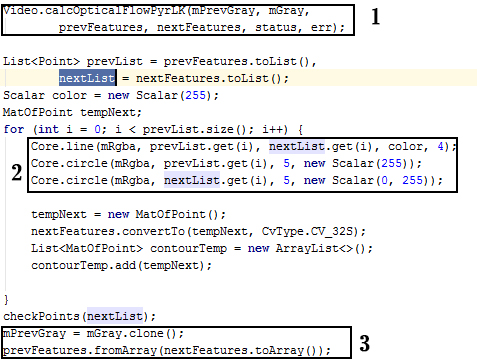 Video.calcOpticalFlowPyrLK(mPrevGray, mGray,
        prevFeatures, nextFeatures, status, err); 1

List<Point> prevList = prevFeatures.toList(),
        nextList = nextFeatures.toList();
Scalar color = new Scalar(255);
MatOfPoint tempNext;
for (int i = 0; i < prevList.size(); i++) {
    Core.line(mRgba, prevList.get(i), nextList.get(i), color, 4);
2   Core.circle(mRgba, prevList.get(i), 5, new Scalar(255));
    Core.circle(mRgba, nextList.get(i), 5, new Scalar(0, 255));

    tempNext = new MatOfPoint();
    nextFeatures.convertTo(tempNext, CvType.CV_32S);
    List<MatOfPoint> contourTemp = new ArrayList<>();
    contourTemp.add(tempNext);

}
checkPoints(nextList);
mPrevGray = mGray.clone();
prevFeatures.fromArray(nextFeatures.toArray()); 3